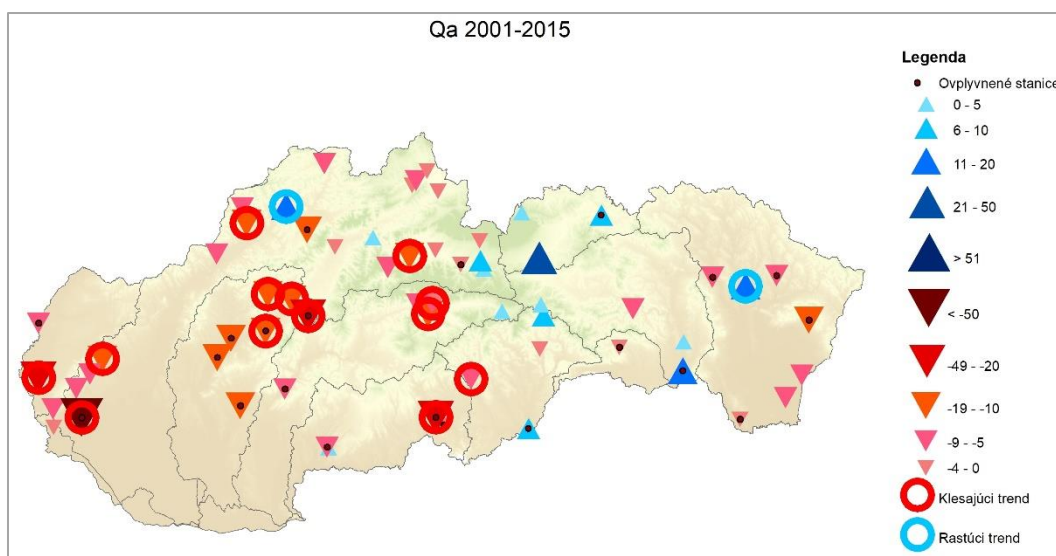 Qa 2001-2015
Legenda
Ovplyvnené stanice
0 - 5
6 - 10
11 - 20
21 - 50
> 51
< -50
-49 - -20
-19 - -10
-9 - -5
-4 - 0
Klesajúci trend
Rastúci trend